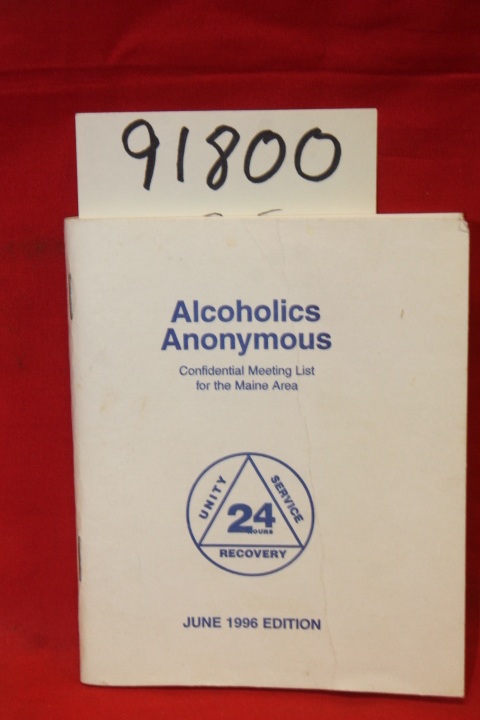 91800
Alcoholics
Anonymous
Confidential Meeting List
for the Maine Area
UNITY
SERVICE
24
HOURS
RECOVERY
JUNE 1996 EDITION